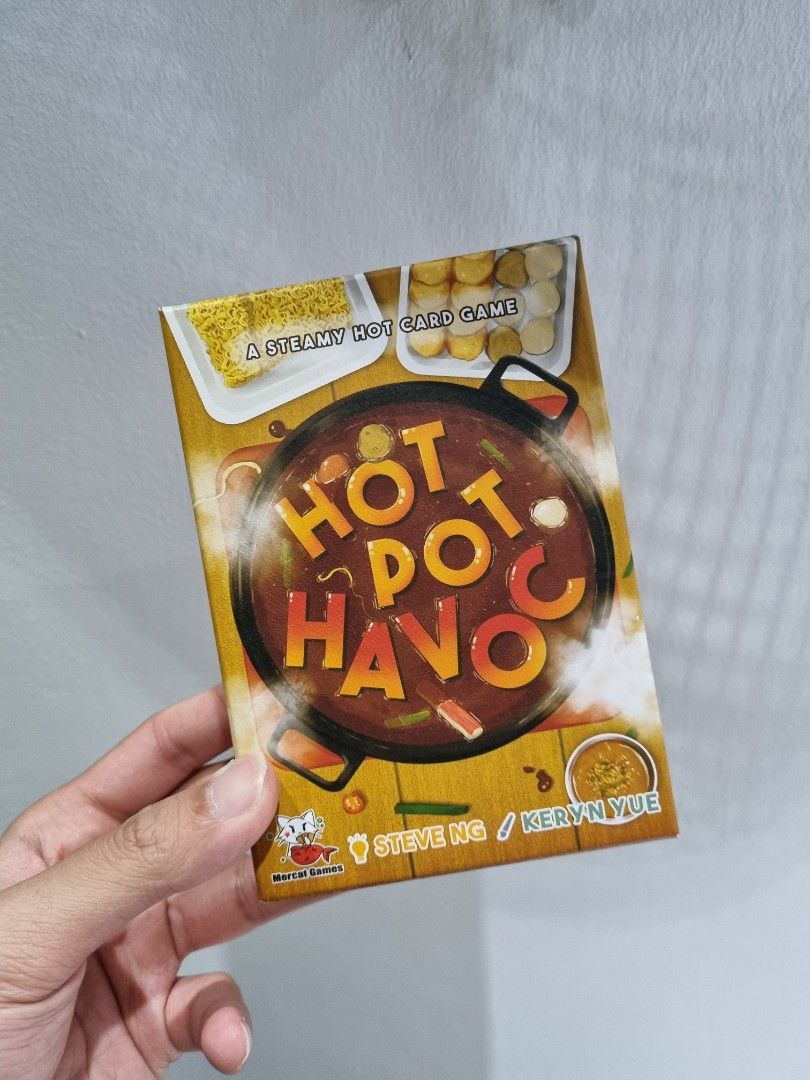 A STEAMY HOT CARD GAME
HOT
POT
HAVOC
Mercat Games
STEVE NG
KERYN YUE